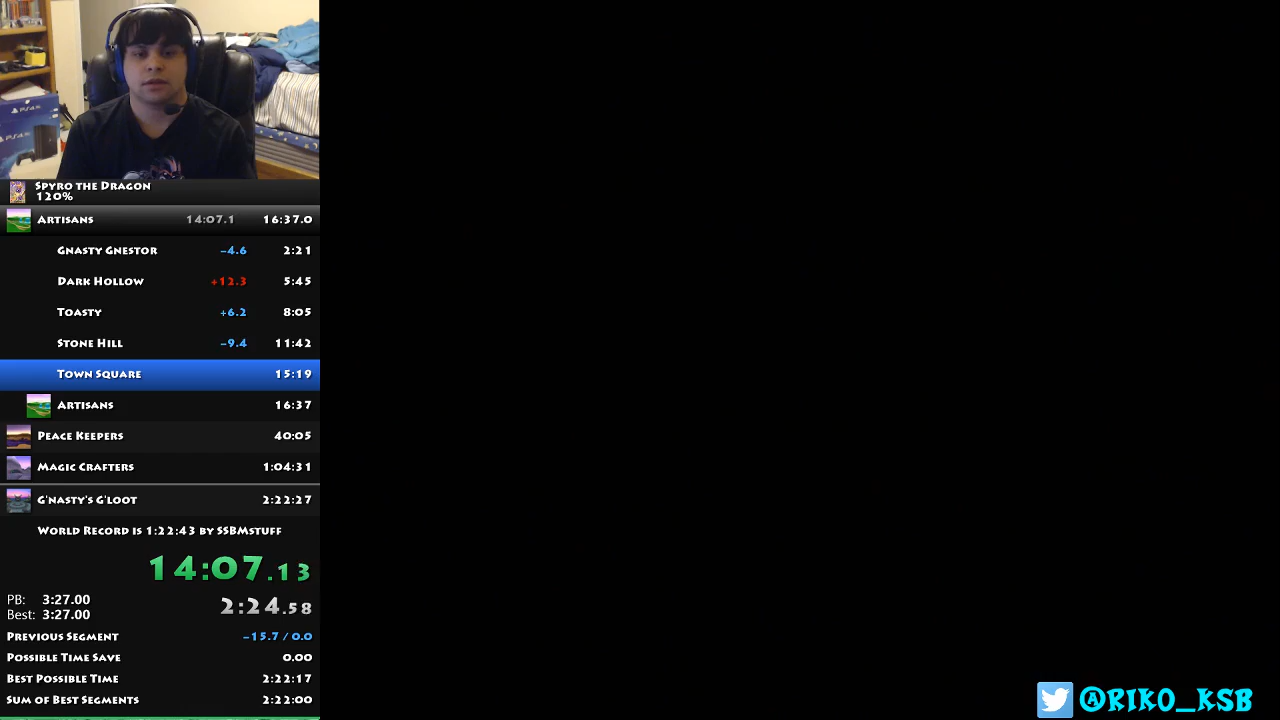 SPYRO THE DRAGON
120%
ARTISANS 14:07.1 16:37.0
GNASTY GNESTOR -4.6 2:21
DARK HOLLOW +12.3 5:45
TOASTY +6.2 8:05
STONE HILL -9.4 11:42
TOWN SQUARE 15:19
ARTISANS 16:37
PEACE KEEPERS 40:05
MAGIC CRAFTERS 1:04:31
G'NASTY'S G'LOOT 2:22:27
WORLD RECORD IS 1:22:43 BY SSBMSTUFF
14:07.13
PB: 3:27.00
Best: 3:27.00
2:24.58
PREVIOUS SEGMENT -15.7 / 0.0
POSSIBLE TIME SAVE 0.00
BEST POSSIBLE TIME 2:22:17
SUM OF BEST SEGMENTS 2:22:00
@RIKO_KSB